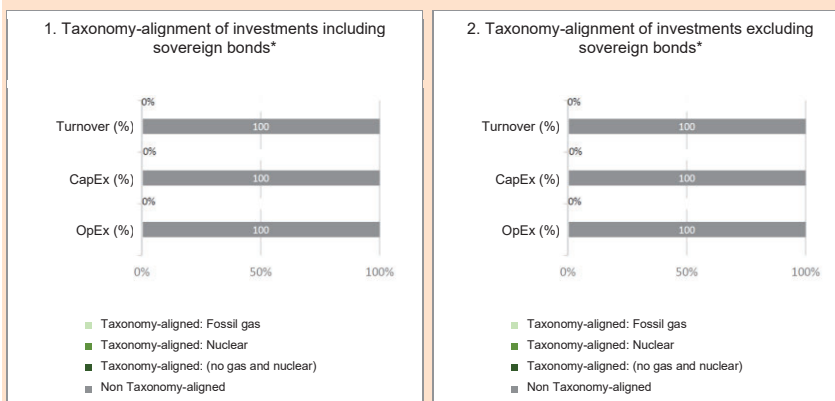 1. Taxonomy-alignment of investments including
sovereign bonds*
0%
Turnover (%)
100
0%
CapEx (%)
100
0%
OpEx (%)
100
0%
50%
100%
Taxonomy-aligned: Fossil gas
Taxonomy-aligned: Nuclear
Taxonomy-aligned: (no gas and nuclear)
Non Taxonomy-aligned
2. Taxonomy-alignment of investments excluding
sovereign bonds*
0%
Turnover (%)
100
0%
CapEx (%)
100
0%
OpEx (%)
100
0%
50%
100%
Taxonomy-aligned: Fossil gas
Taxonomy-aligned: Nuclear
Taxonomy-aligned: (no gas and nuclear)
Non Taxonomy-aligned